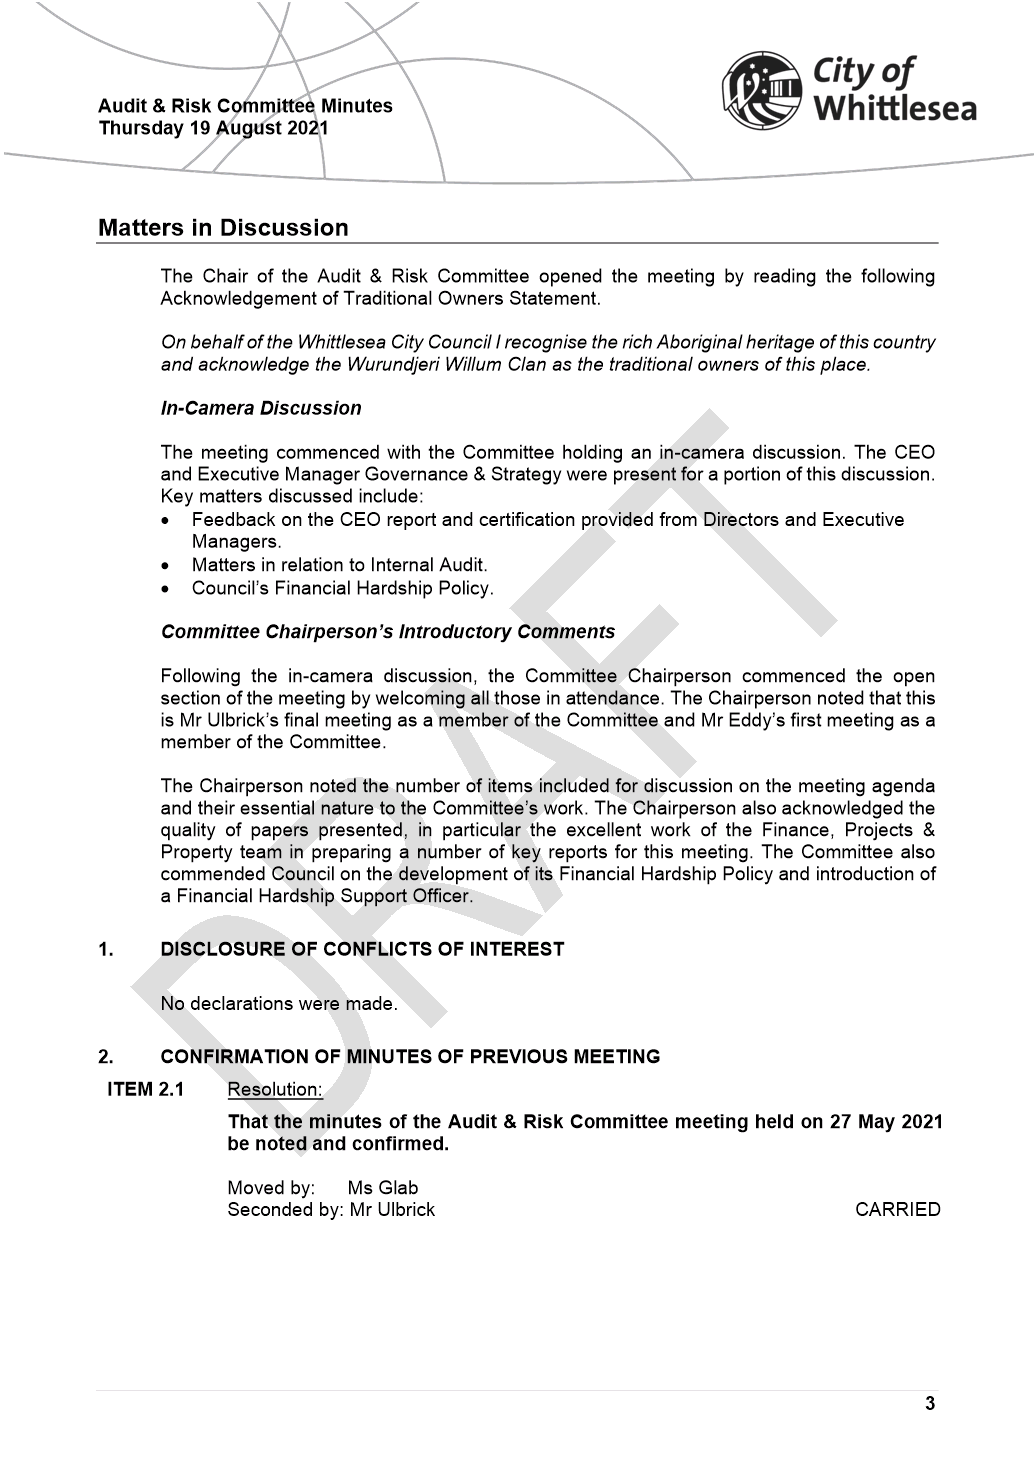 Audit & Risk Committee Minutes
Thursday 19 August 2021
City of
Whittlesea
Matters in Discussion
The Chair of the Audit & Risk Committee opened the meeting by reading the following
Acknowledgement of Traditional Owners Statement.
On behalf of the Whittlesea City Council I recognise the rich Aboriginal heritage of this country
and acknowledge the Wurundjeri Willum Clan as the traditional owners of this place.
In-Camera Discussion
The meeting commenced with the Committee holding an in-camera discussion. The CEO
and Executive Manager Governance & Strategy were present for a portion of this discussion.
Key matters discussed include:
• Feedback on the CEO report and certification provided from Directors and Executive
Managers.
• Matters in relation to Internal Audit.
• Council’s Financial Hardship Policy.
Committee Chairperson’s Introductory Comments
Following the in-camera discussion, the Committee Chairperson commenced the open
section of the meeting by welcoming all those in attendance. The Chairperson noted that this
is Mr Ulbrick’s final meeting as a member of the Committee and Mr Eddy’s first meeting as a
member of the Committee.
The Chairperson noted the number of items included for discussion on the meeting agenda
and their essential nature to the Committee’s work. The Chairperson also acknowledged the
quality of papers presented, in particular the excellent work of the Finance, Projects &
Property team in preparing a number of key reports for this meeting. The Committee also
commended Council on the development of its Financial Hardship Policy and introduction of
a Financial Hardship Support Officer.
1. DISCLOSURE OF CONFLICTS OF INTEREST
No declarations were made.
2. CONFIRMATION OF MINUTES OF PREVIOUS MEETING
ITEM 2.1 Resolution:
That the minutes of the Audit & Risk Committee meeting held on 27 May 2021
be noted and confirmed.
Moved by: Ms Glab
Seconded by: Mr Ulbrick CARRIED
3
DRAFT